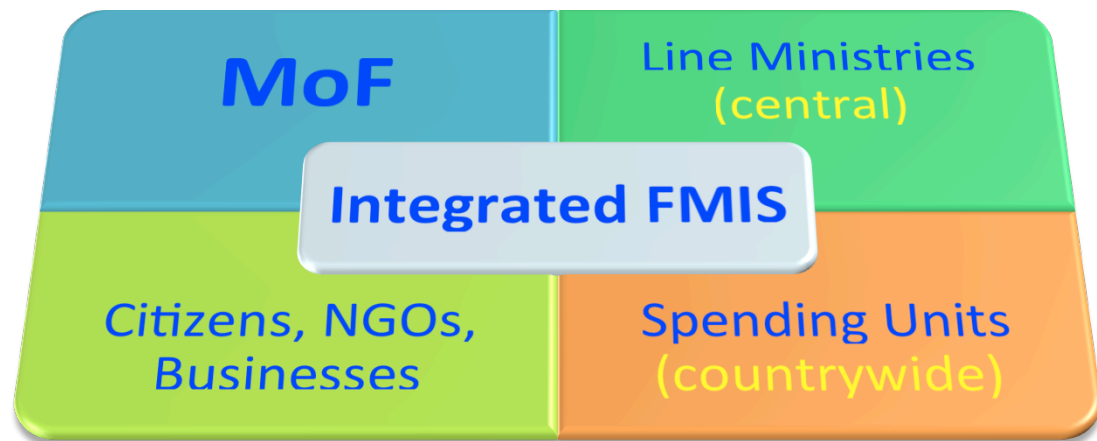 MoF
Line Ministries
(central)
Integrated FMIS
Citizens, NGOs,
Businesses
Spending Units
(countrywide)